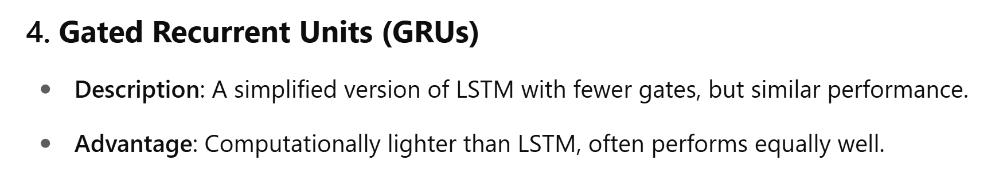 4. Gated Recurrent Units (GRUs)
• Description: A simplified version of LSTM with fewer gates, but similar performance.
• Advantage: Computationally lighter than LSTM, often performs equally well.